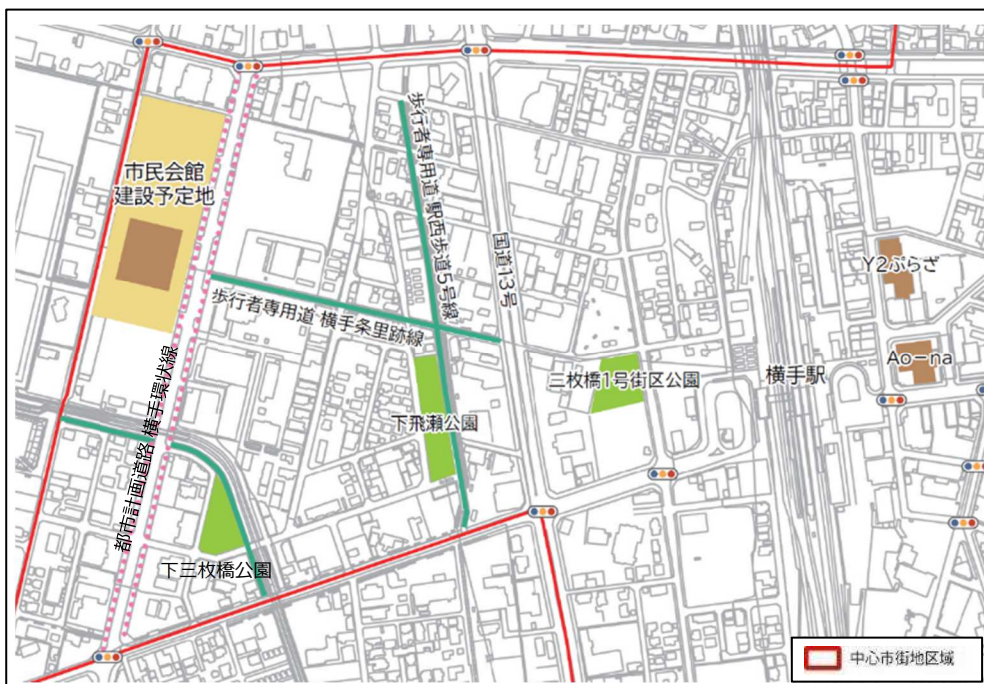 市民会館
建設予定地
歩行者専用道 駅西歩道5号線
国道13号
歩行者専用道 横手条里跡線
Y2ぷらざ
Ao－na
横手駅
二枚橋1号街区公園
下飛瀬公園
都市計画道路 横手環状線
下三枚橋公園
中心市街地区域